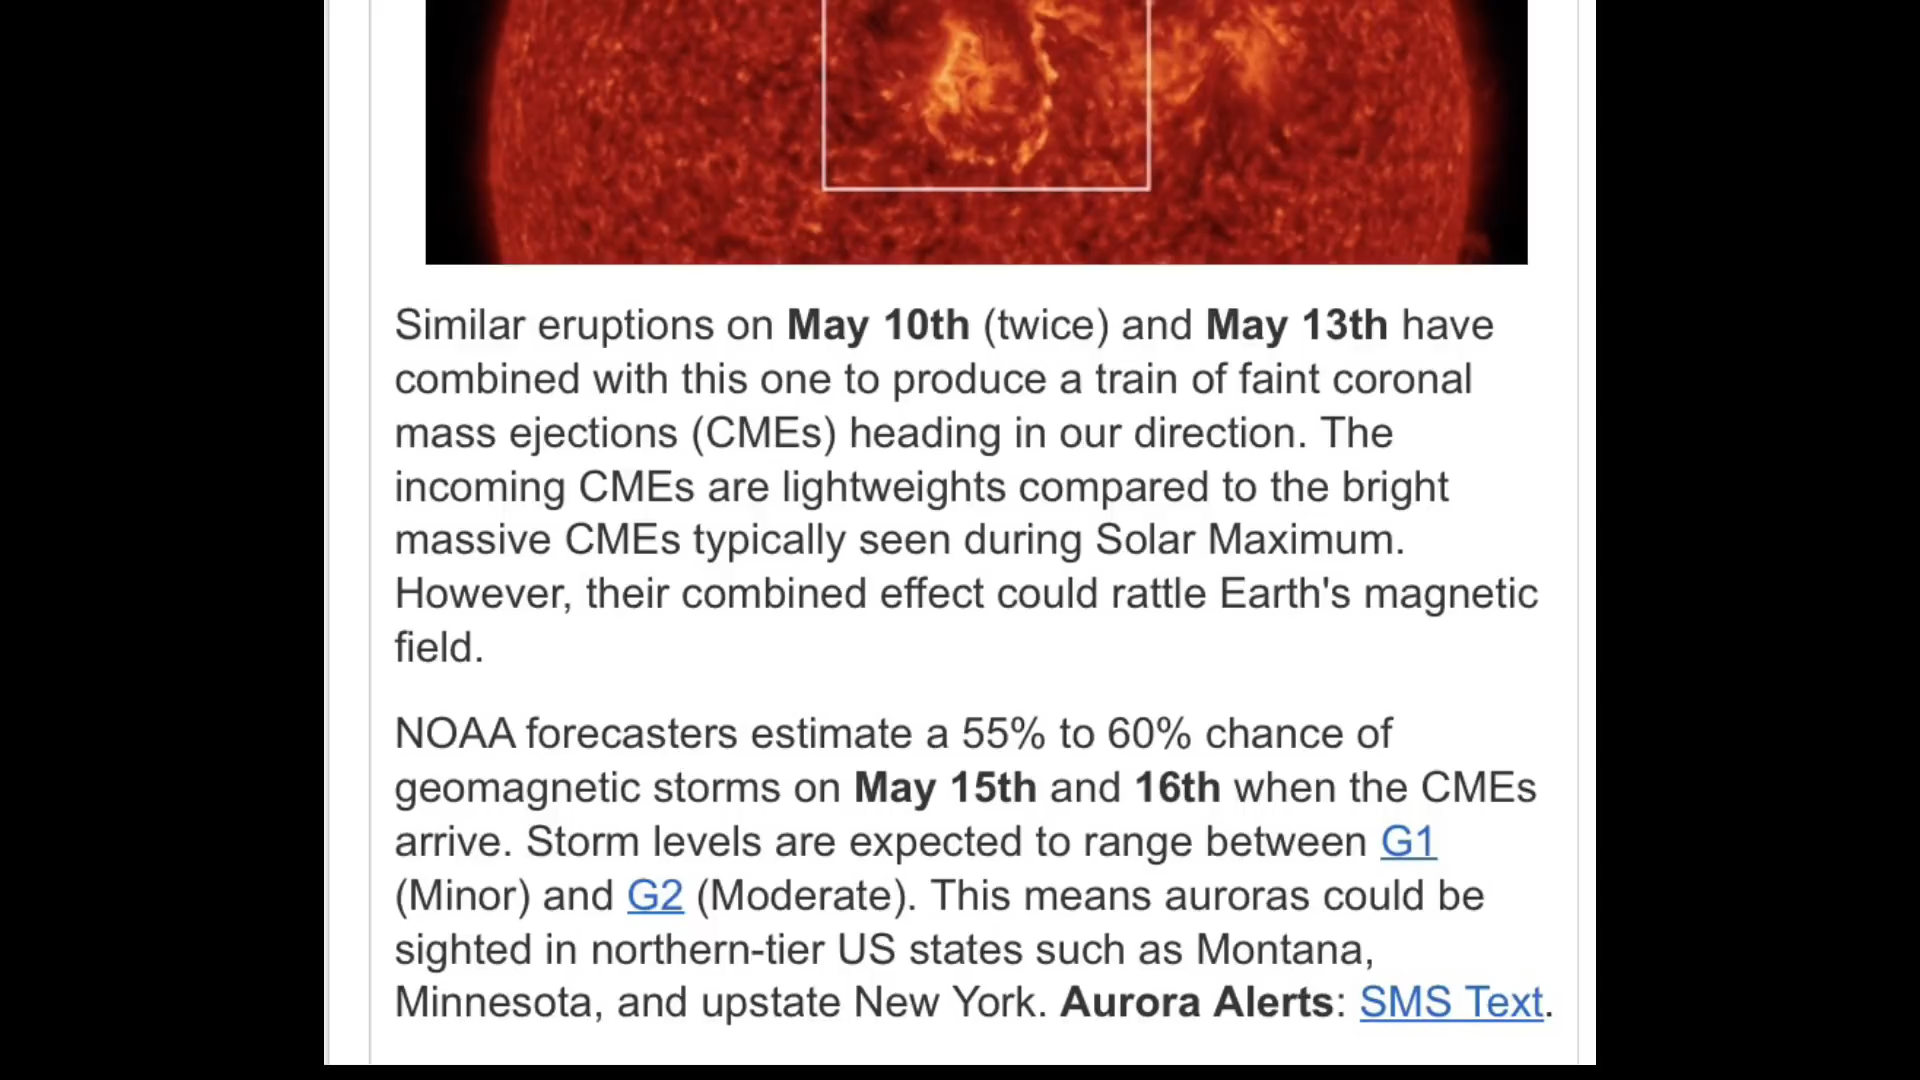 Similar eruptions on May 10th (twice) and May 13th have
combined with this one to produce a train of faint coronal
mass ejections (CMEs) heading in our direction. The
incoming CMEs are lightweights compared to the bright
massive CMEs typically seen during Solar Maximum.
However, their combined effect could rattle Earth's magnetic
field.
NOAA forecasters estimate a 55% to 60% chance of
geomagnetic storms on May 15th and 16th when the CMEs
arrive. Storm levels are expected to range between G1
(Minor) and G2 (Moderate). This means auroras could be
sighted in northern-tier US states such as Montana,
Minnesota, and upstate New York. Aurora Alerts: SMS Text.